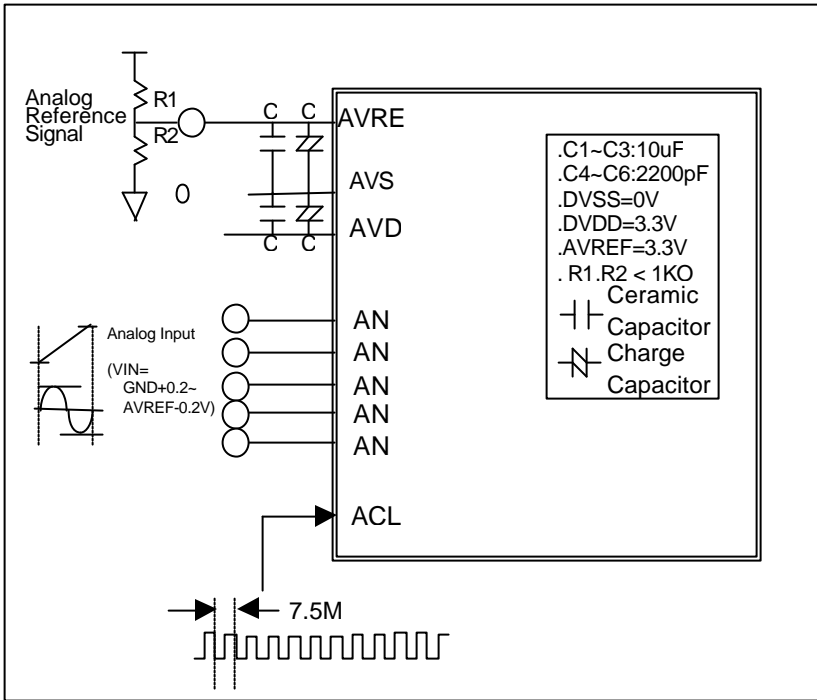 R1
Analog
Reference
Signal
R2
0
C C
AVRE
AVS
AVD
C C
.C1~C3:10uF
.C4~C6:2200pF
.DVSS=0V
.DVDD=3.3V
.AVREF=3.3V
. R1.R2 < 1KO
Ceramic
Capacitor
Charge
Capacitor
Analog Input
(VIN=
GND+0.2~
AVREF-0.2V)
AN
AN
AN
AN
AN
ACL
7.5M